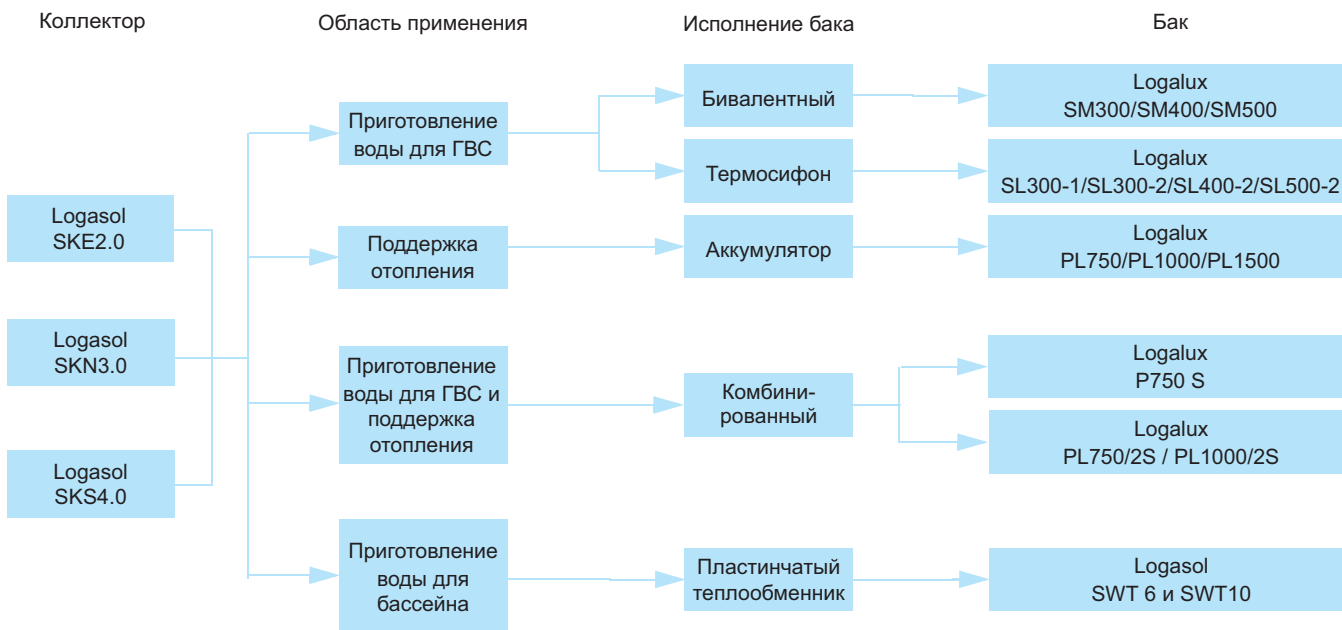 Коллектор
Область применения
Исполнение бака
Бак
Logasol
SKE2.0
Logasol
SKN3.0
Logasol
SKS4.0
Приготовление
воды для ГВС
Поддержка
отопления
Приготовление
воды для ГВС и
поддержка
отопления
Приготовление
воды для
бассейна
Бивалентный
Термосифон
Аккумулятор
Комбини-
рованный
Пластинчатый
теплообменник
Logalux
SM300/SM400/SM500
Logalux
SL300-1/SL300-2/SL400-2/SL500-2
Logalux
PL750/PL1000/PL1500
Logalux
P750 S
Logalux
PL750/2S / PL1000/2S
Logasol
SWT 6 и SWT10